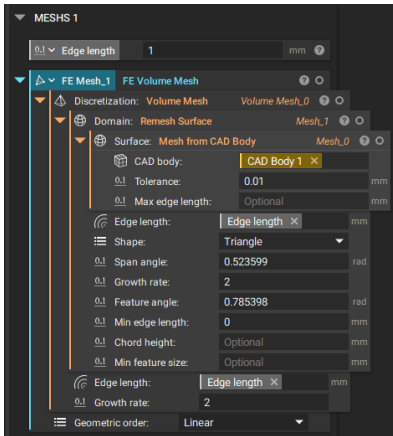 MESHS 1
0.1 Edge length 1 mm ?
FE Mesh_1 FE Volume Mesh ?
Discretization: Volume Mesh Volume Mesh_0 ?
Domain: Remesh Surface Mesh_1 ?
Surface: Mesh from CAD Body Mesh_0 ?
CAD body: CAD Body 1 ×
0.1 Tolerance: 0.01 mm
0.1 Max edge length: Optional mm
Edge length: Edge length × mm
Shape: Triangle
0.1 Span angle: 0.523599 rad
0.1 Growth rate: 2
0.1 Feature angle: 0.785398 rad
0.1 Min edge length: 0 mm
0.1 Chord height: Optional mm
0.1 Min feature size: Optional mm
Edge length: Edge length × mm
0.1 Growth rate: 2
Geometric order: Linear